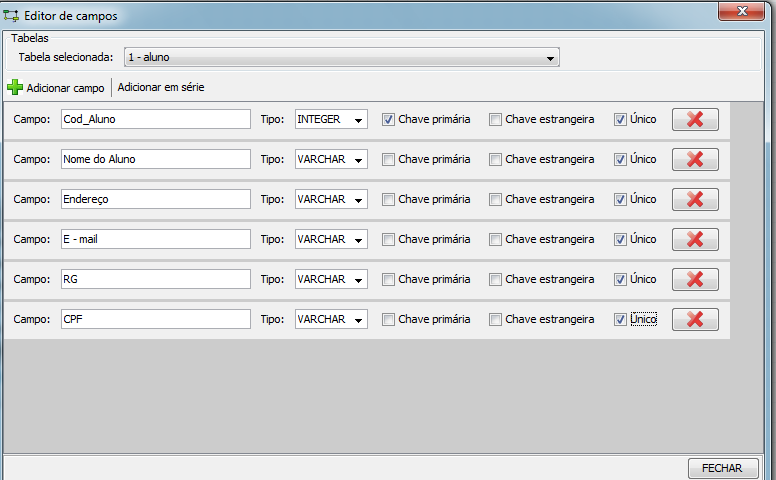 Editor de campos
Tabelas
Tabela selecionada: 1 - aluno
Adicionar campo Adicionar em série
Campo: Cod_Aluno Tipo: INTEGER Chave primária Chave estrangeira Único
Campo: Nome do Aluno Tipo: VARCHAR Chave primária Chave estrangeira Único
Campo: Endereço Tipo: VARCHAR Chave primária Chave estrangeira Único
Campo: E - mail Tipo: VARCHAR Chave primária Chave estrangeira Único
Campo: RG Tipo: VARCHAR Chave primária Chave estrangeira Único
Campo: CPF Tipo: VARCHAR Chave primária Chave estrangeira Único
FECHAR